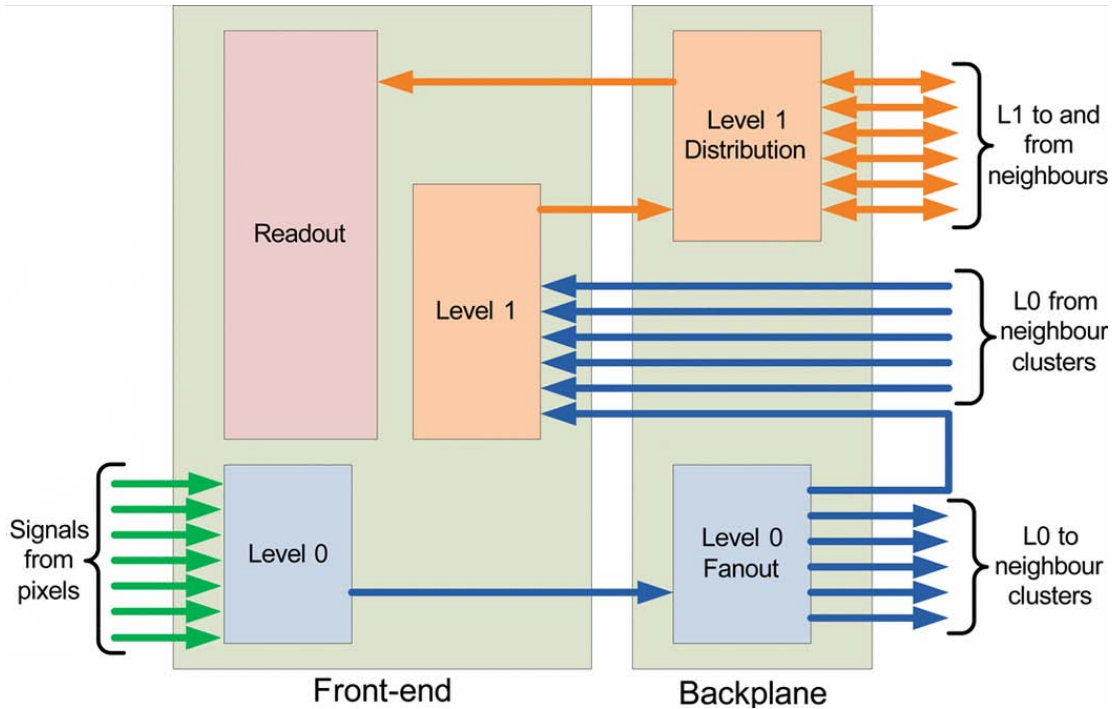 Level 1
Distribution
L1 to and
from
neighbours
Readout
Level 1
L0 from
neighbour
clusters
Signals
from
pixels
Level 0
Level 0
Fanout
L0 to
neighbour
clusters
Front-end
Backplane